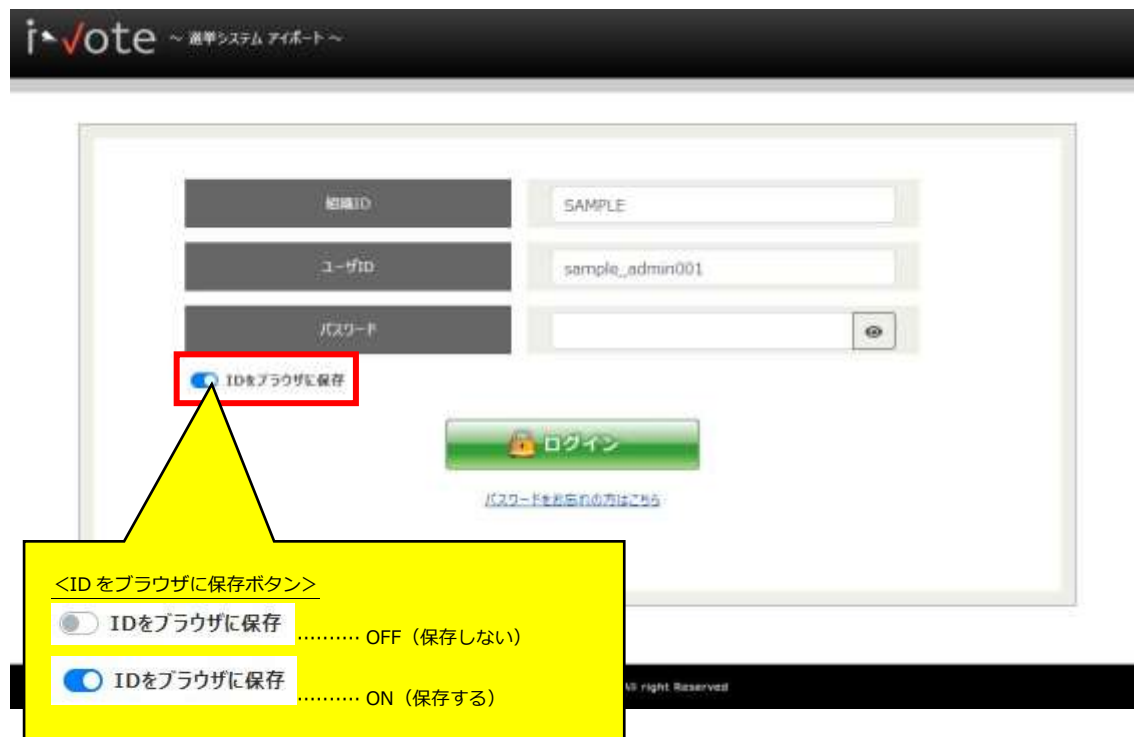 i-Vote ～ 選挙システム アイボート ～
組織ID
SAMPLE
ユーザID
sample_admin001
パスワード
IDをブラウザに保存
ログイン
パスワードをお忘れの方はこちら
＜ID をブラウザに保存ボタン＞
IDをブラウザに保存 ………. OFF（保存しない）
IDをブラウザに保存 ………. ON（保存する）
All right Reserved